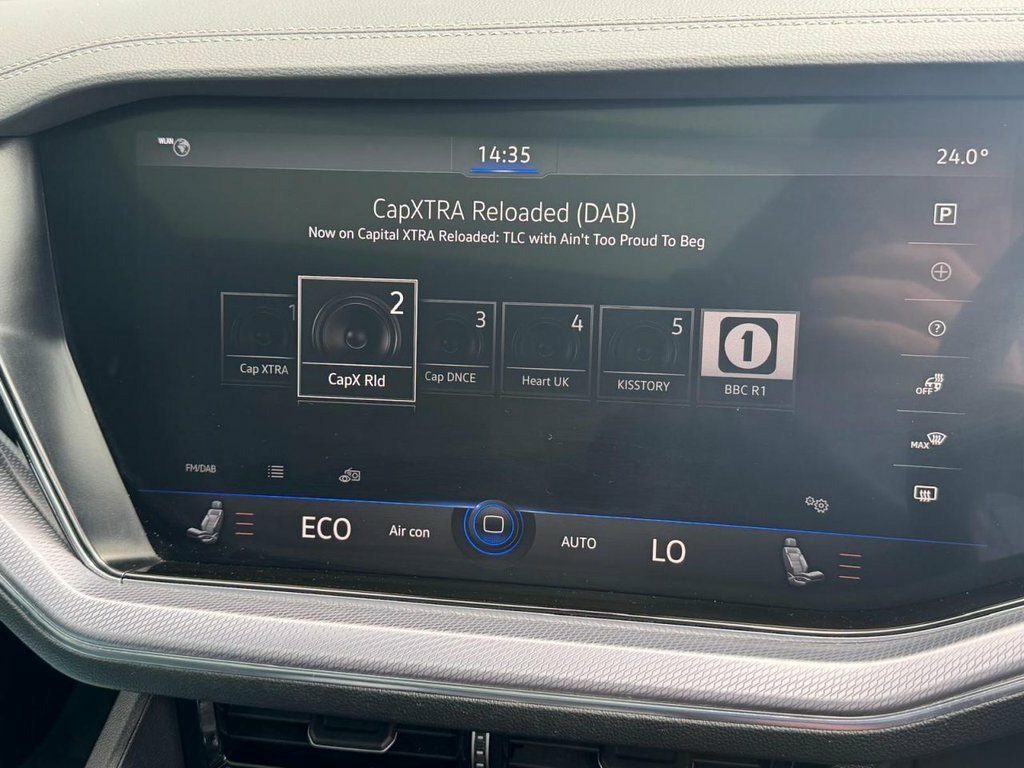 WLAN
14:35
24.0°
CapXTRA Reloaded (DAB)
Now on Capital XTRA Reloaded: TLC with Ain't Too Proud To Beg
P
1
Cap XTRA
2
CapX Rld
3
Cap DNCE
4
Heart UK
5
KISSTORY
1
BBC R1
?
OFF
MAX
FM/DAB
ECO
Air con
AUTO
LO